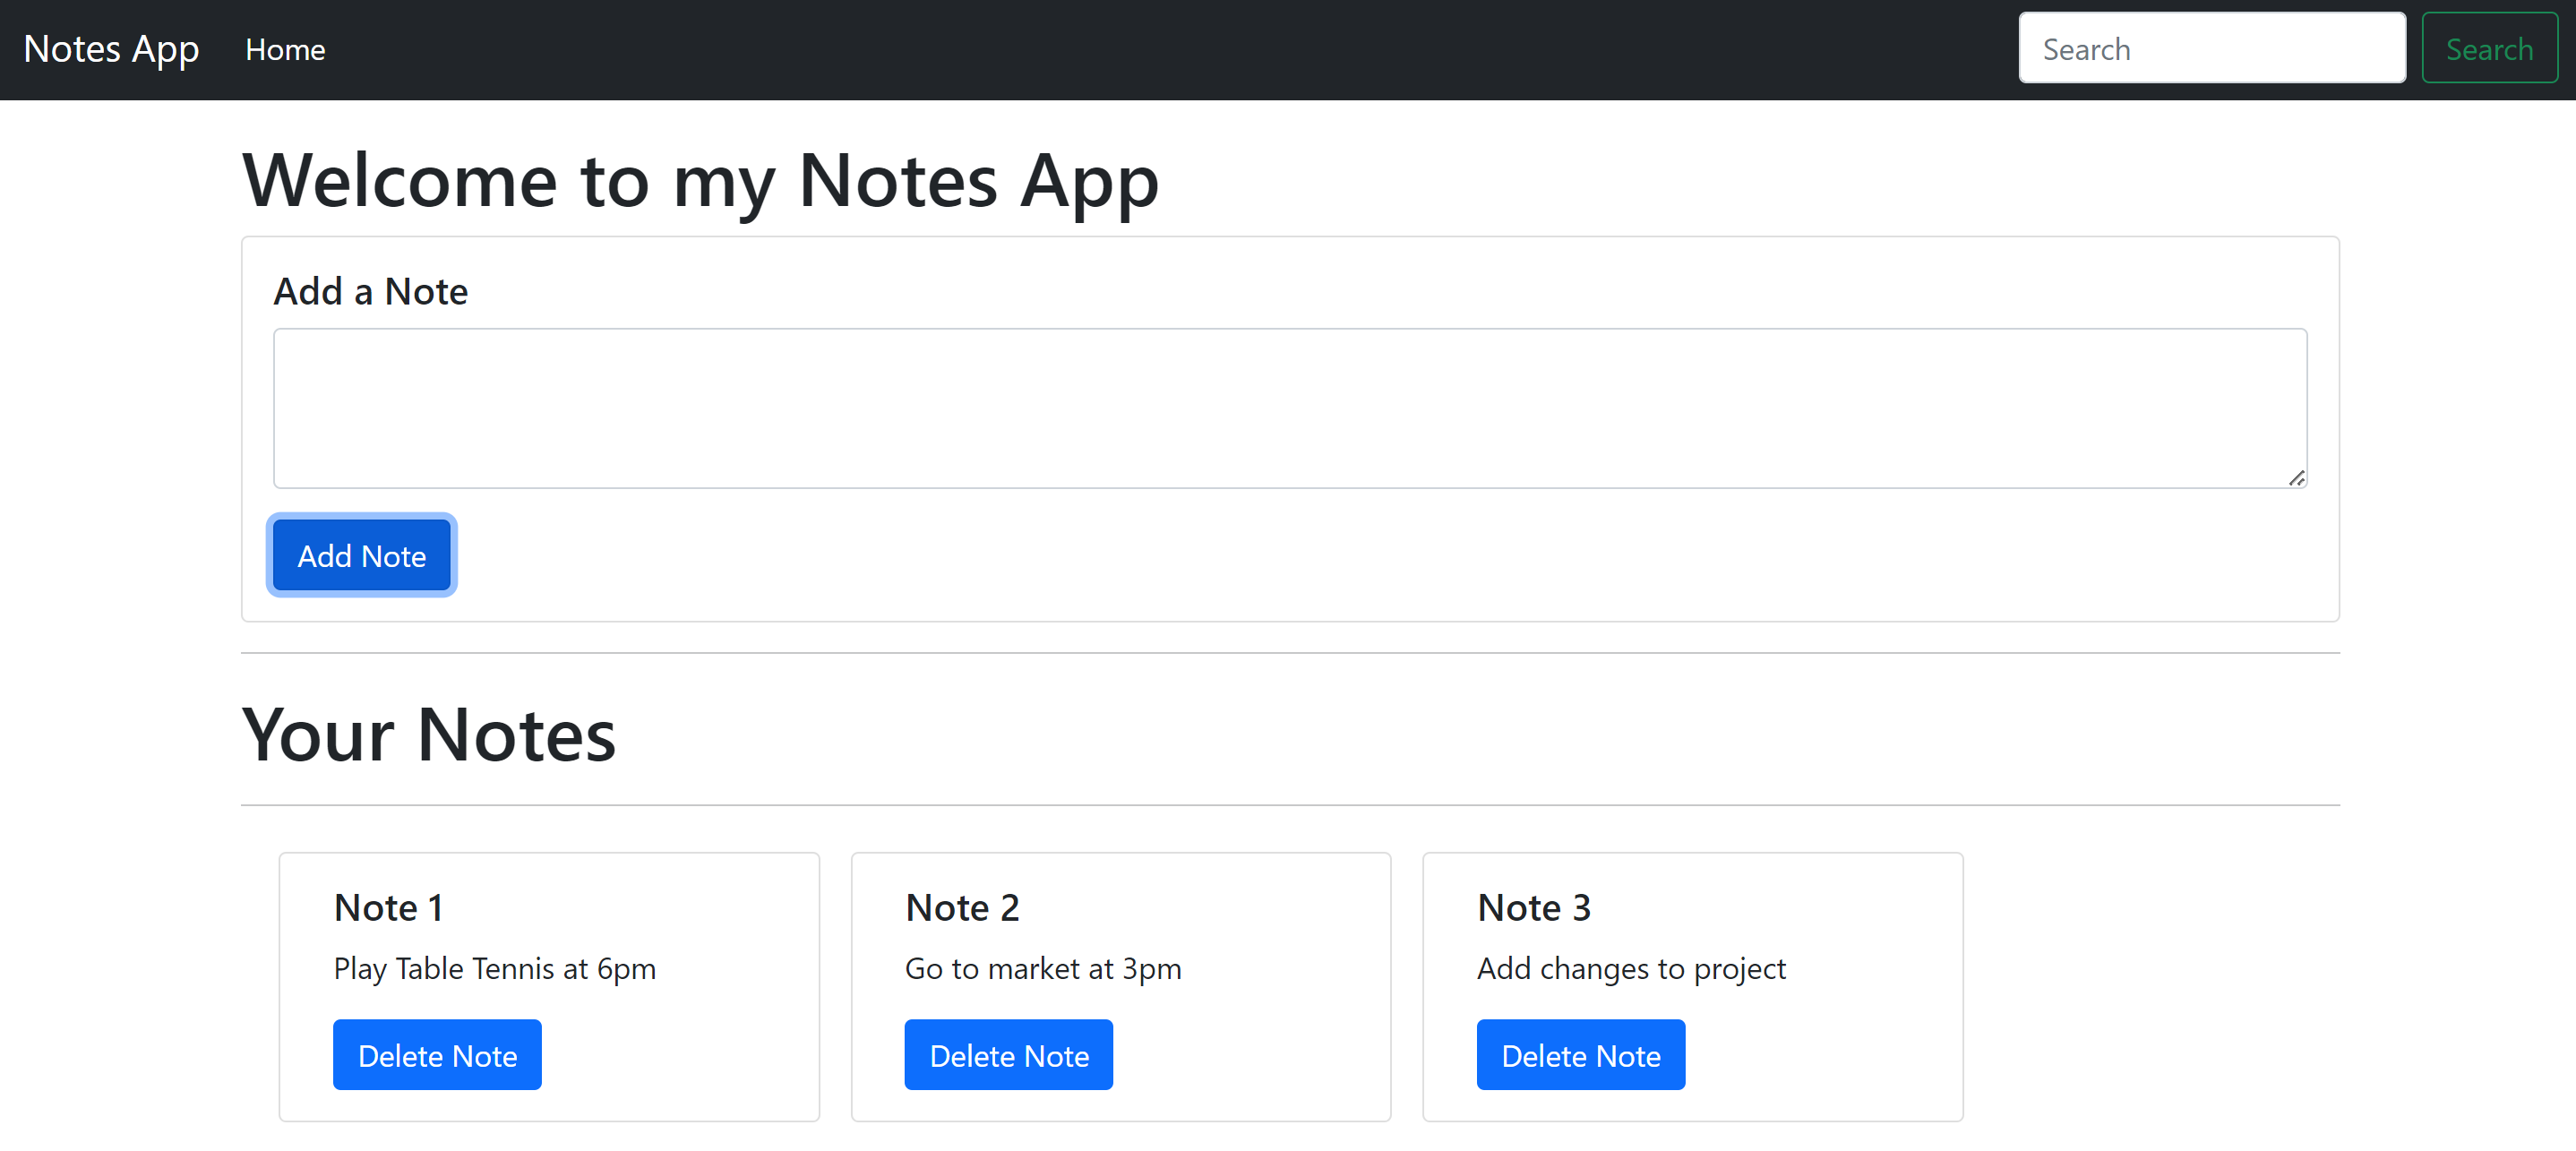 Notes App Home Search Search
Welcome to my Notes App
Add a Note
Add Note
Your Notes
Note 1
Play Table Tennis at 6pm
Delete Note
Note 2
Go to market at 3pm
Delete Note
Note 3
Add changes to project
Delete Note